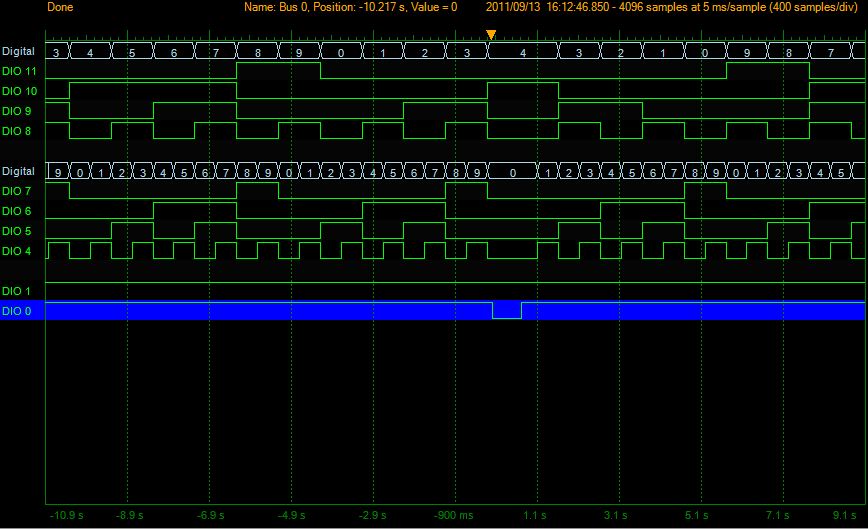 Done Name: Bus 0, Position: -10.217 s, Value = 0 2011/09/13 16:12:46.850 - 4096 samples at 5 ms/sample (400 samples/div)
Digital 3 4 5 6 7 8 9 0 1 2 3 4 3 2 1 0 9 8 7
DIO 11
DIO 10
DIO 9
DIO 8
Digital 9 0 1 2 3 4 5 6 7 8 9 0 1 2 3 4 5 6 7 8 9 0 1 2 3 4 5 6 7 8 9 0 1 2 3 4 5
DIO 7
DIO 6
DIO 5
DIO 4
DIO 1
DIO 0
-10.9 s -8.9 s -6.9 s -4.9 s -2.9 s -900 ms 1.1 s 3.1 s 5.1 s 7.1 s 9.1 s